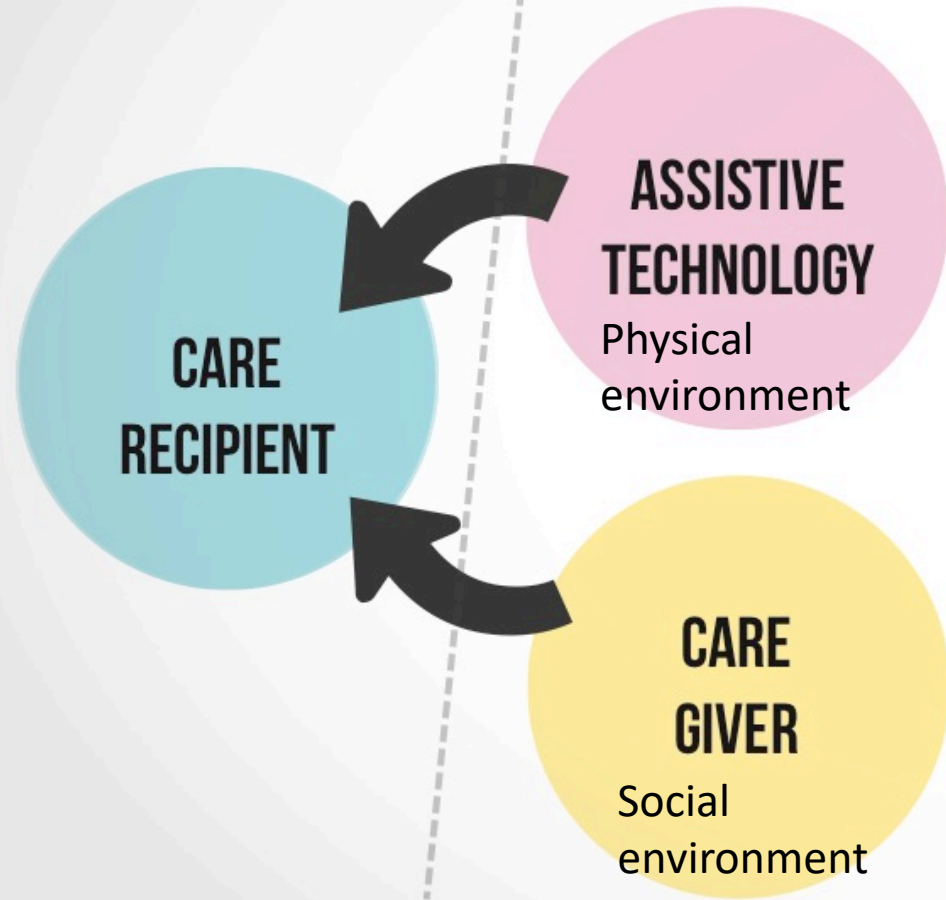 CARE
RECIPIENT
ASSISTIVE
TECHNOLOGY
Physical
environment
CARE
GIVER
Social
environment